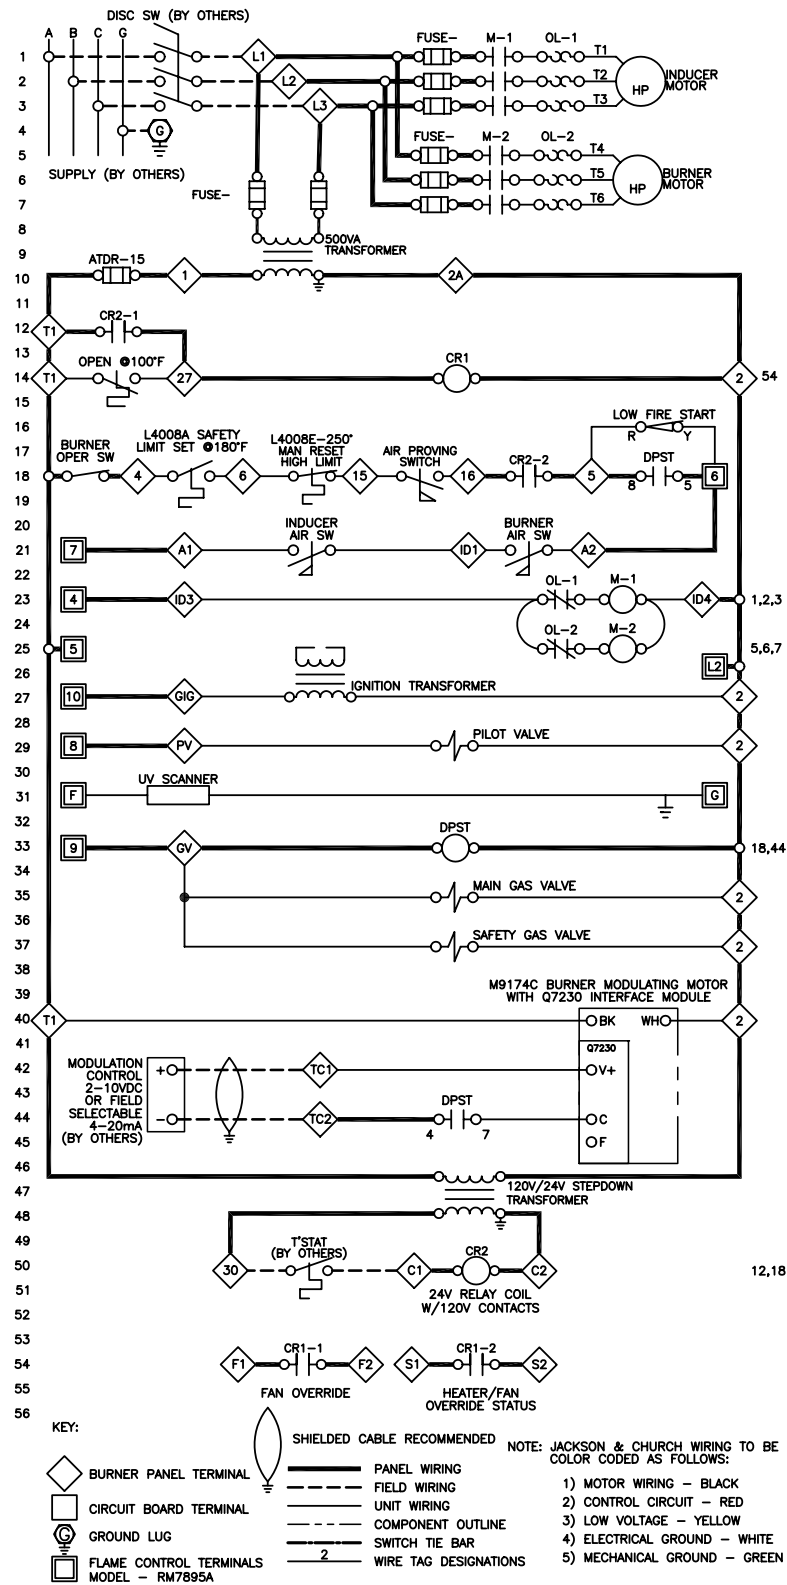 DISC SW (BY OTHERS)
A B C G
1 L1 FUSE- M-1 OL-1 T1
2 L2 T2 HP INDUCER MOTOR
3 L3 T3
4 G FUSE- M-2 OL-2
5 T4
6 T5 HP BURNER MOTOR
SUPPLY (BY OTHERS)
FUSE-
7 T6
8
500VA
TRANSFORMER
9
ATDR-15
10 1 2A
11
12 T1 CR2-1
13
OPEN @100°F CR1
14 T1 27 2 54
15
16 LOW FIRE START
R Y
17
BURNER
OPER SW
L4008A SAFETY
LIMIT SET @180°F
L4008E-250°
MAN RESET
HIGH LIMIT
AIR PROVING
SWITCH
CR2-2 DPST
18 4 6 15 16 5 8 5 6
19
20
INDUCER
AIR SW
BURNER
AIR SW
21 7 A1 ID1 A2
22
OL-1 M-1
23 4 ID3 ID4 1,2,3
24
OL-2 M-2
25 5 5,6,7
26 L2
IGNITION TRANSFORMER
27 10 GIG 2
28
29 8 PV PILOT VALVE 2
30
UV SCANNER
31 F G
32
DPST
33 9 GV 18,44
34
35 MAIN GAS VALVE 2
36
37 SAFETY GAS VALVE 2
38
39
M9174C BURNER MODULATING MOTOR
WITH Q7230 INTERFACE MODULE
40 T1 BK WH 2
41
Q7230
MODULATION
CONTROL
2-10VDC
OR FIELD
SELECTABLE
4-20mA
(BY OTHERS)
42 + TC1 V+
43
DPST
44 - TC2 4 7 C
45 F
46
47
120V/24V STEPDOWN
TRANSFORMER
48
49
T'STAT
(BY OTHERS)
CR2
50 30 C1 C2 12,18
51
24V RELAY COIL
W/120V CONTACTS
52
53
CR1-1 CR1-2
54 F1 F2 S1 S2
55
FAN OVERRIDE
HEATER/FAN
OVERRIDE STATUS
56
KEY:
BURNER PANEL TERMINAL
CIRCUIT BOARD TERMINAL
G GROUND LUG
FLAME CONTROL TERMINALS
MODEL - RM7895A
SHIELDED CABLE RECOMMENDED
PANEL WIRING
FIELD WIRING
UNIT WIRING
COMPONENT OUTLINE
SWITCH TIE BAR
2 WIRE TAG DESIGNATIONS
NOTE: JACKSON & CHURCH WIRING TO BE
COLOR CODED AS FOLLOWS:
1) MOTOR WIRING - BLACK
2) CONTROL CIRCUIT - RED
3) LOW VOLTAGE - YELLOW
4) ELECTRICAL GROUND - WHITE
5) MECHANICAL GROUND - GREEN